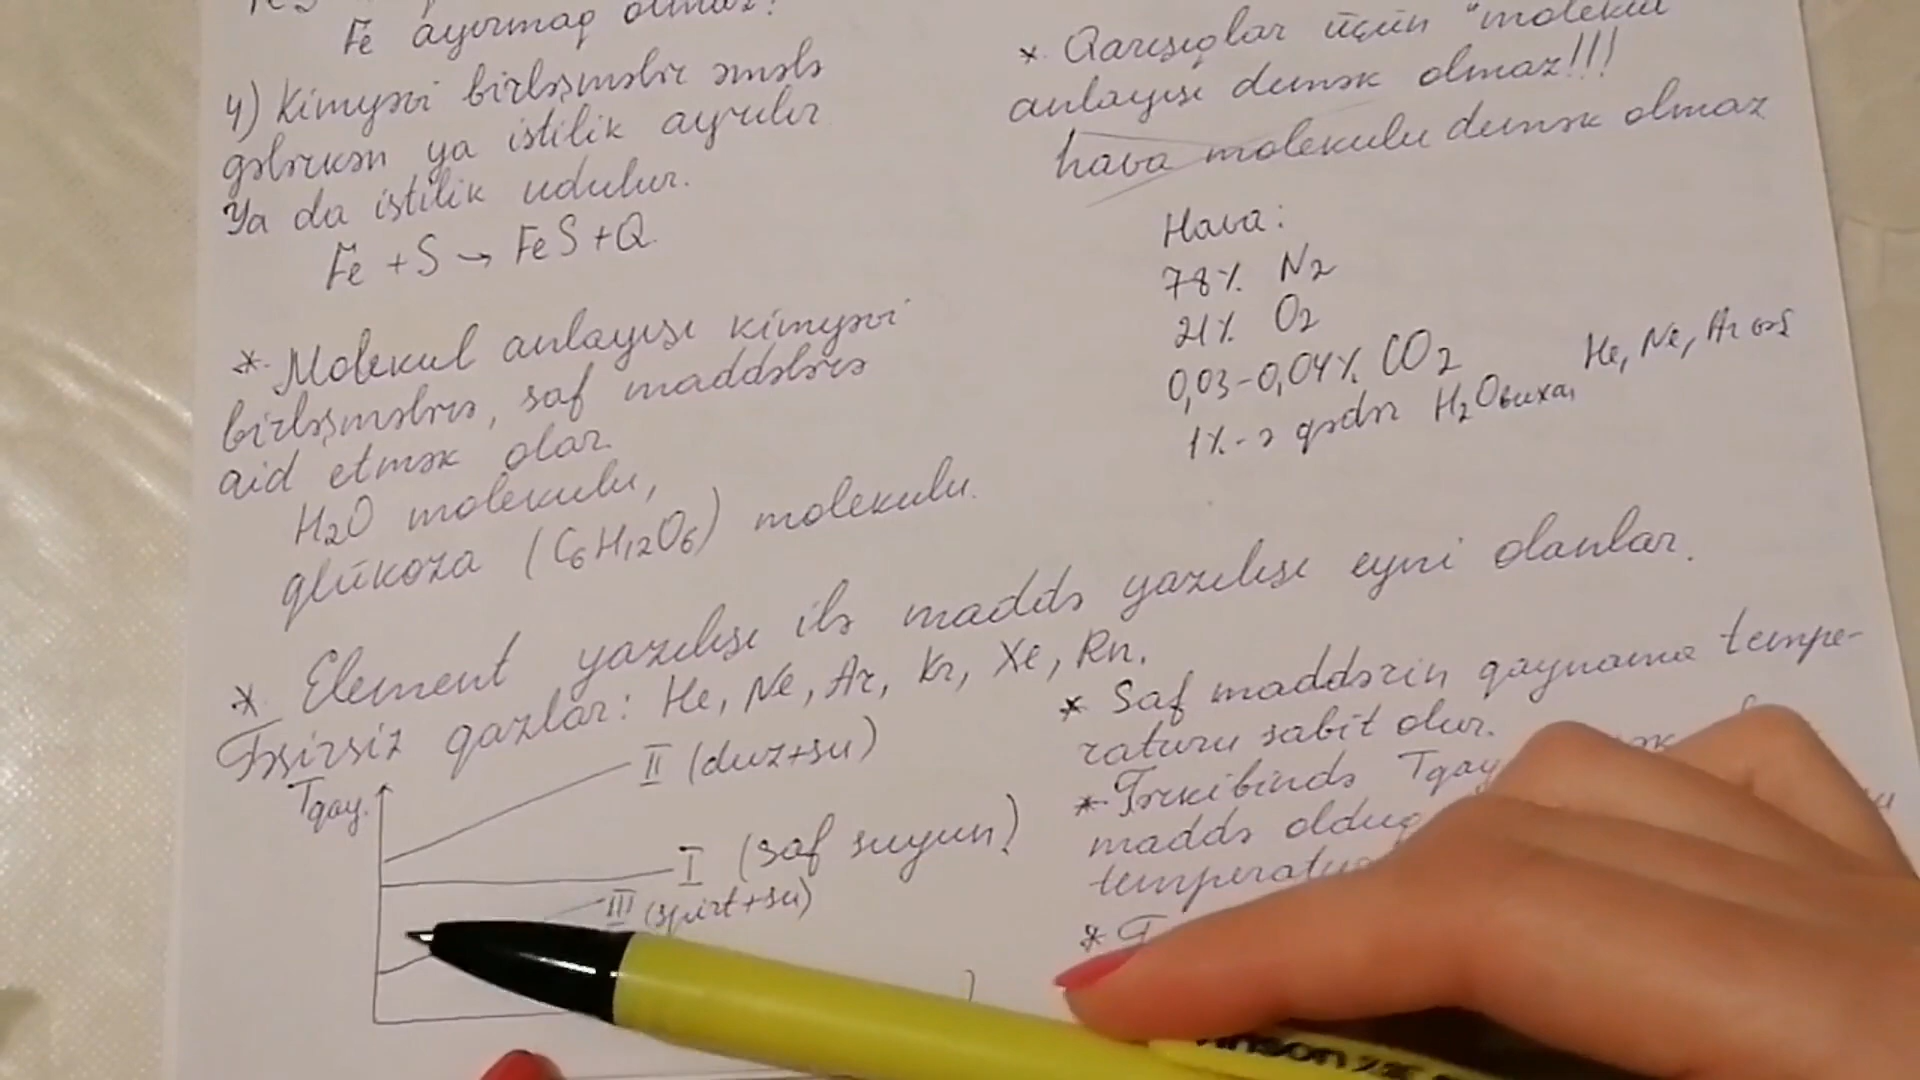 Fe ayırmaq olmaz!
4) Kimyəvi birləşmələr əmələ
gələrkən ya istilik ayrılır
Ya da istilik udulur.
Fe + S → FeS + Q
* Molekul anlayışı kimyəvi
birləşmələrə, saf maddələrə
aid etmək olar.
H2O molekulu,
qlükoza (C6H12O6) molekulu.
* Qarışıqlar üçün "molekul
anlayışı demək olmaz!!!
hava molekulu demək olmaz
Hava:
78% N2
21% O2
0,03-0,04% CO2
1%-ə qədər H2O buxarı He, Ne, Ar
* Element yazılışı ilə maddə yazılışı eyni olanlar.
Təsirsiz qazlar: He, Ne, Ar, Kr, Xe, Rn.
Tqay.
II (duz+su)
I (saf suyun)
III (spirt+su)
* Saf maddələrin qaynama tempe-
raturu sabit olur.
* Tərkibində Tqay
maddə olduq
temperatu
* T